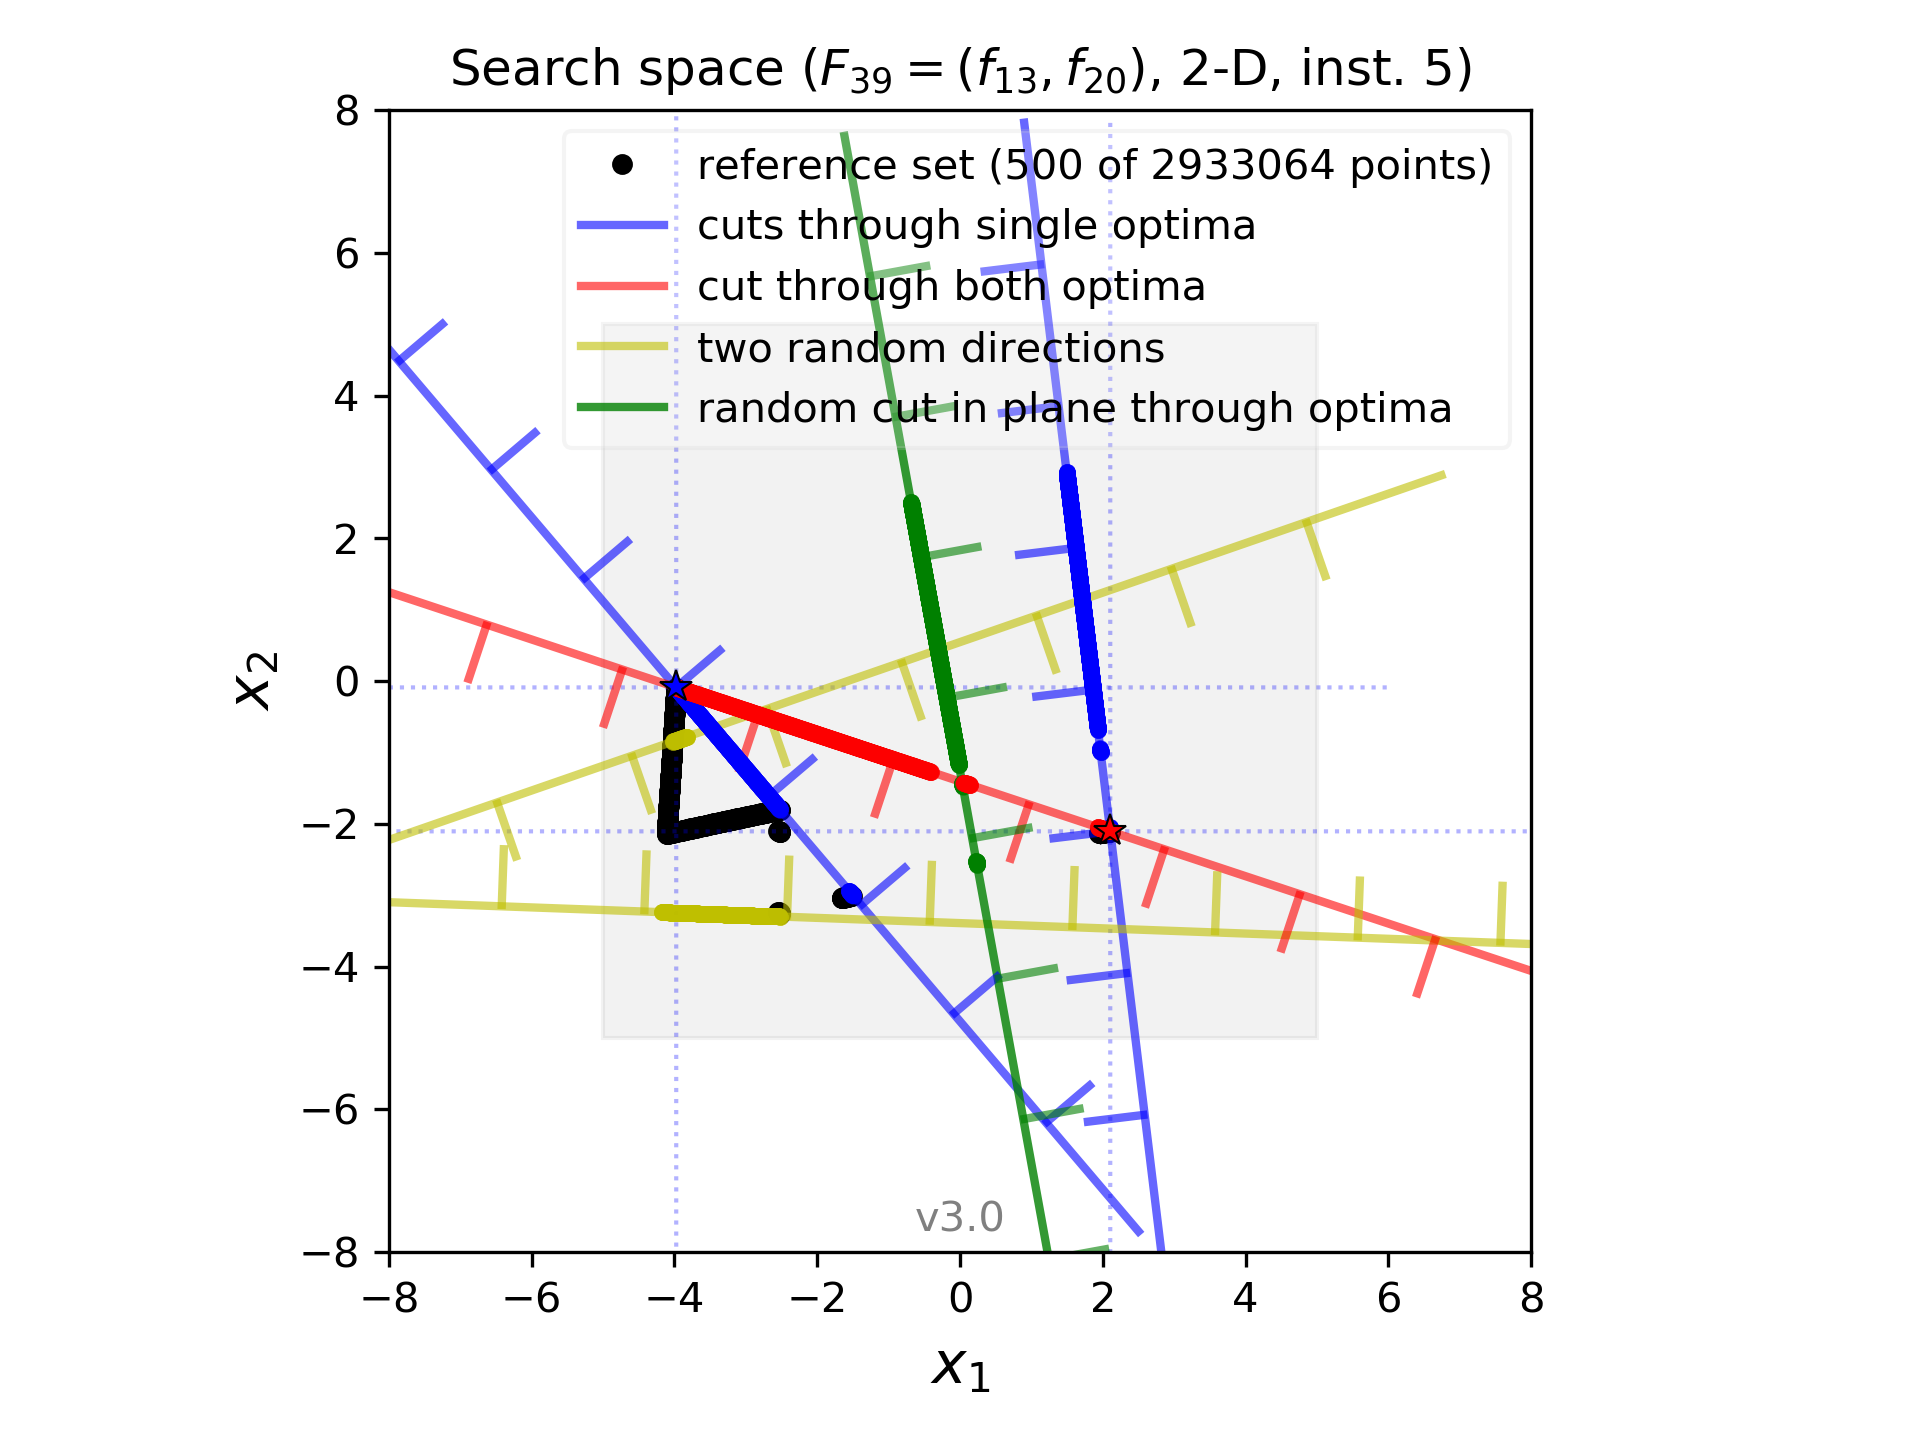 Search space (F39 = (f13, f20), 2-D, inst. 5)
8
6
4
2
0
−2
−4
−6
−8
x2
reference set (500 of 2933064 points)
cuts through single optima
cut through both optima
two random directions
random cut in plane through optima
v3.0
−8 −6 −4 −2 0 2 4 6 8
x1